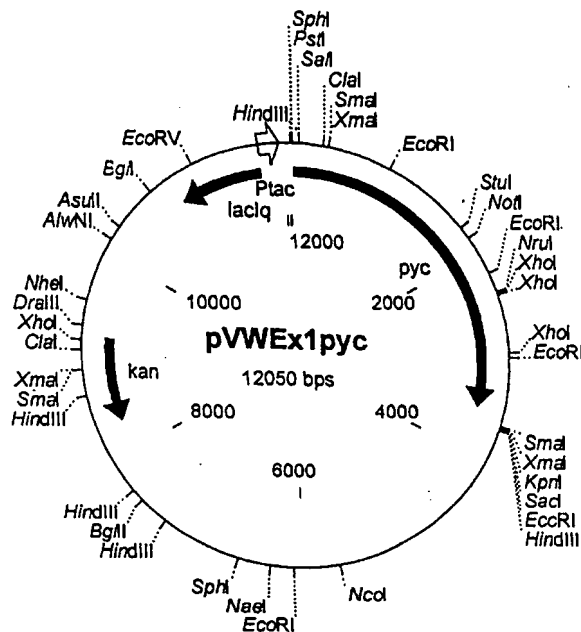 SphI
PstI
SalI
ClaI
SmaI
XmaI
HindIII
EcoRI
EcoRV
BglI
AsuII
AlwNI
Ptac
lacIq
12000
StuI
NotI
EcoRI
NruI
XhoI
XhoI
pyc
10000
2000
NheI
DraIII
XhoI
ClaI
XmaI
SmaI
HindIII
kan
pVWEx1pyc
12050 bps
XhoI
EcoRI
8000
4000
6000
SmaI
XmaI
KpnI
SacI
EccRI
HindIII
HindIII
BglII
HindIII
SphI
NaeI
EcoRI
NcoI